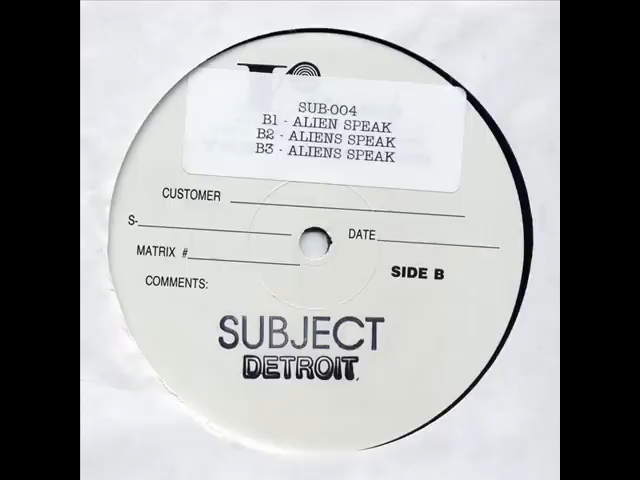 SUB-004
B1 - ALIEN SPEAK
B2 - ALIENS SPEAK
B3 - ALIENS SPEAK
CUSTOMER
S-
DATE
MATRIX #
SIDE B
COMMENTS:
SUBJECT
DETROIT.